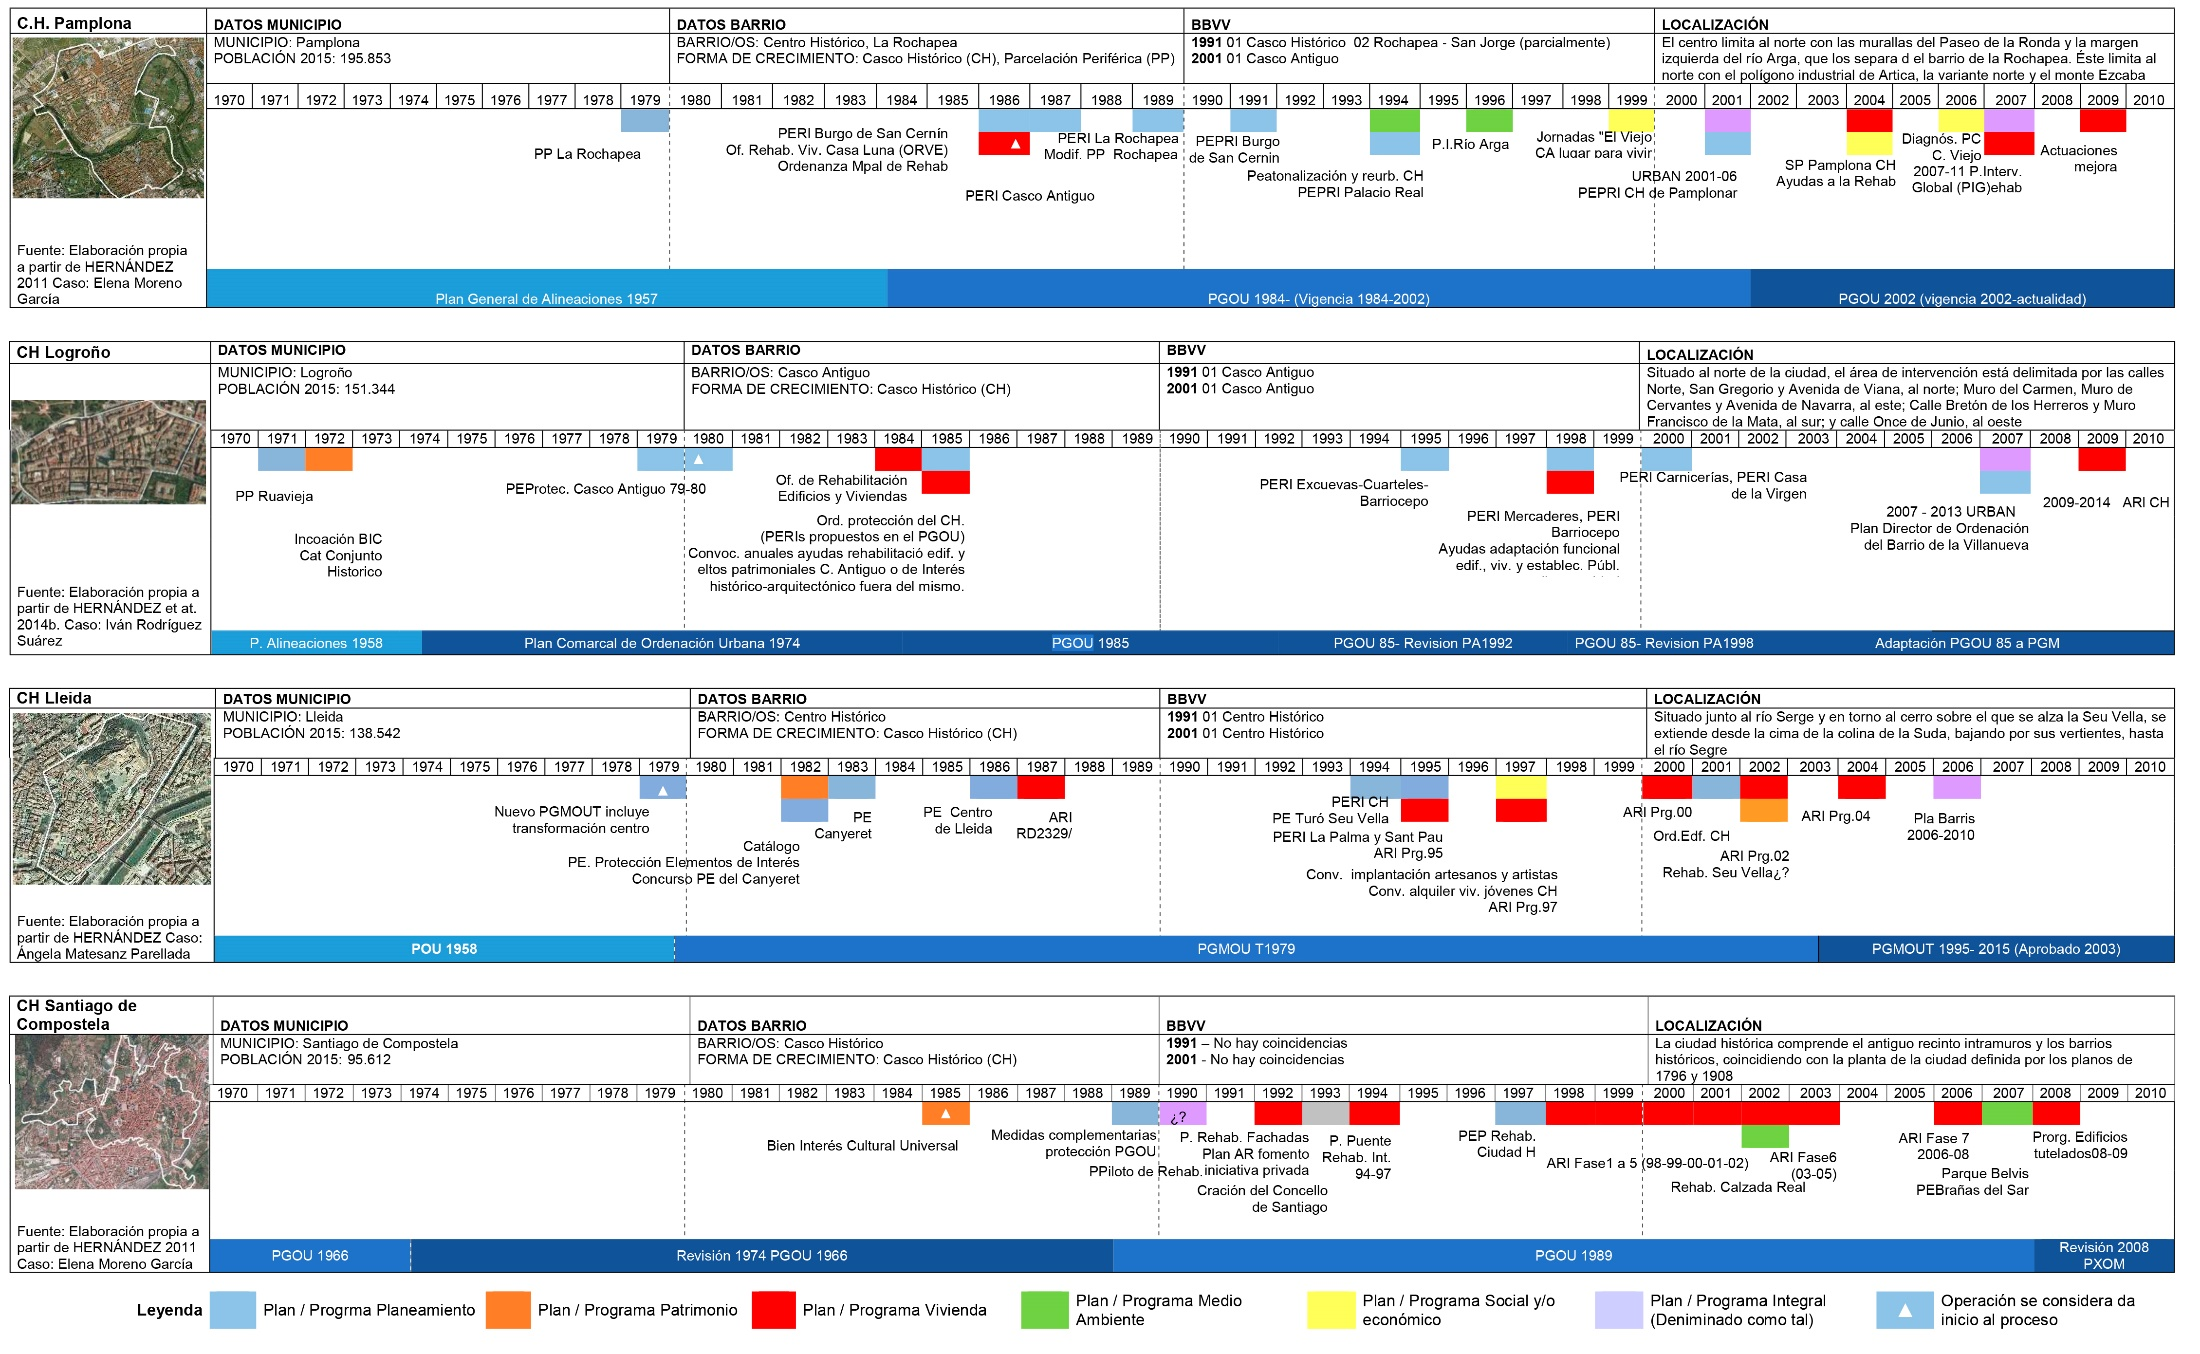 C.H. Pamplona
DATOS MUNICIPIO
DATOS BARRIO
BBVV
LOCALIZACIÓN
MUNICIPIO: Pamplona
POBLACIÓN 2015: 195.853
BARRIO/OS: Centro Histórico, La Rochapea
FORMA DE CRECIMIENTO: Casco Histórico (CH), Parcelación Periférica (PP)
1991 01 Casco Histórico 02 Rochapea - San Jorge (parcialmente)
2001 01 Casco Antiguo
El centro limita al norte con las murallas del Paseo de la Ronda y la margen
izquierda del río Arga, que los separa d el barrio de la Rochapea. Éste limita al
norte con el polígono industrial de Artica, la variante norte y el monte Ezcaba
1970 1971 1972 1973 1974 1975 1976 1977 1978 1979 1980 1981 1982 1983 1984 1985 1986 1987 1988 1989 1990 1991 1992 1993 1994 1995 1996 1997 1998 1999 2000 2001 2002 2003 2004 2005 2006 2007 2008 2009 2010
PP La Rochapea
PERI Burgo de San Cernín
Of. Rehab. Viv. Casa Luna (ORVE)
Ordenanza Mpal de Rehab
PERI Casco Antiguo
PERI La Rochapea
Modif. PP Rochapea
PEPRI Burgo
de San Cernin
Peatonalización y reurb. CH
PEPRI Palacio Real
P.I.Río Arga
Jornadas "El Viejo
CA lugar para vivir
URBAN 2001-06
PEPRI CH de Pamplonar
SP Pamplona CH
Ayudas a la Rehab
Diagnós. PC
C. Viejo
2007-11 P.Interv.
Global (PIG)ehab
Actuaciones
mejora
Fuente: Elaboración propia
a partir de HERNÁNDEZ
2011 Caso: Elena Moreno
García
Plan General de Alineaciones 1957
PGOU 1984- (Vigencia 1984-2002)
PGOU 2002 (vigencia 2002-actualidad)
CH Logroño
DATOS MUNICIPIO
DATOS BARRIO
BBVV
LOCALIZACIÓN
MUNICIPIO: Logroño
POBLACIÓN 2015: 151.344
BARRIO/OS: Casco Antiguo
FORMA DE CRECIMIENTO: Casco Histórico (CH)
1991 01 Casco Antiguo
2001 01 Casco Antiguo
Situado al norte de la ciudad, el área de intervención está delimitada por las calles
Norte, San Gregorio y Avenida de Viana, al norte; Muro del Carmen, Muro de
Cervantes y Avenida de Navarra, al este; Calle Bretón de los Herreros y Muro
Francisco de la Mata, al sur; y calle Once de Junio, al oeste
1970 1971 1972 1973 1974 1975 1976 1977 1978 1979 1980 1981 1982 1983 1984 1985 1986 1987 1988 1989 1990 1991 1992 1993 1994 1995 1996 1997 1998 1999 2000 2001 2002 2003 2004 2005 2006 2007 2008 2009 2010
PP Ruavieja
Incoación BIC
Cat Conjunto
Historico
PEProtec. Casco Antiguo 79-80
Of. de Rehabilitación
Edificios y Viviendas
Ord. protección del CH.
(PERIs propuestos en el PGOU)
Convoc. anuales ayudas rehabilitació edif. y
eltos patrimoniales C. Antiguo o de Interés
histórico-arquitectónico fuera del mismo.
PERI Excuevas-Cuarteles-
Barriocepo
PERI Mercaderes, PERI
Barriocepo
Ayudas adaptación funcional
edif., viv. y establec. Públ.
PERI Carnicerías, PERI Casa
de la Virgen
2007 - 2013 URBAN
Plan Director de Ordenación
del Barrio de la Villanueva
2009-2014 ARI CH
Fuente: Elaboración propia a
partir de HERNÁNDEZ et at.
2014b. Caso: Iván Rodríguez
Suárez
P. Alineaciones 1958
Plan Comarcal de Ordenación Urbana 1974
PGOU 1985
PGOU 85- Revision PA1992
PGOU 85- Revision PA1998
Adaptación PGOU 85 a PGM
CH Lleida
DATOS MUNICIPIO
DATOS BARRIO
BBVV
LOCALIZACIÓN
MUNICIPIO: Lleida
POBLACIÓN 2015: 138.542
BARRIO/OS: Centro Histórico
FORMA DE CRECIMIENTO: Casco Histórico (CH)
1991 01 Centro Histórico
2001 01 Centro Histórico
Situado junto al río Serge y en torno al cerro sobre el que se alza la Seu Vella, se
extiende desde la cima de la colina de la Suda, bajando por sus vertientes, hasta
el río Segre
1970 1971 1972 1973 1974 1975 1976 1977 1978 1979 1980 1981 1982 1983 1984 1985 1986 1987 1988 1989 1990 1991 1992 1993 1994 1995 1996 1997 1998 1999 2000 2001 2002 2003 2004 2005 2006 2007 2008 2009 2010
Nuevo PGMOUT incluye
transformación centro
Catálogo
PE. Protección Elementos de Interés
Concurso PE del Canyeret
PE
Canyeret
PE Centro
de Lleida
ARI
RD2329/
PERI CH
PE Turó Seu Vella
PERI La Palma y Sant Pau
ARI Prg.95
Conv. implantación artesanos y artistas
Conv. alquiler viv. jóvenes CH
ARI Prg.97
ARI Prg.00
Ord.Edf. CH
ARI Prg.02
Rehab. Seu Vella¿?
ARI Prg.04
Pla Barris
2006-2010
Fuente: Elaboración propia a
partir de HERNÁNDEZ Caso:
Ángela Matesanz Parellada
POU 1958
PGMOU T1979
PGMOUT 1995- 2015 (Aprobado 2003)
CH Santiago de
Compostela
DATOS MUNICIPIO
DATOS BARRIO
BBVV
LOCALIZACIÓN
MUNICIPIO: Santiago de Compostela
POBLACIÓN 2015: 95.612
BARRIO/OS: Casco Histórico
FORMA DE CRECIMIENTO: Casco Histórico (CH)
1991 – No hay coincidencias
2001 - No hay coincidencias
La ciudad histórica comprende el antiguo recinto intramuros y los barrios
históricos, coincidiendo con la planta de la ciudad definida por los planos de
1796 y 1908
1970 1971 1972 1973 1974 1975 1976 1977 1978 1979 1980 1981 1982 1983 1984 1985 1986 1987 1988 1989 1990 1991 1992 1993 1994 1995 1996 1997 1998 1999 2000 2001 2002 2003 2004 2005 2006 2007 2008 2009 2010
¿?
Bien Interés Cultural Universal
Medidas complementarias
protección PGOU
PPiloto de Rehab.
P. Rehab. Fachadas
Plan AR fomento
iniciativa privada
Cración del Concello
de Santiago
P. Puente
Rehab. Int.
94-97
PEP Rehab.
Ciudad H
ARI Fase1 a 5 (98-99-00-01-02)
Rehab. Calzada Real
ARI Fase6
(03-05)
ARI Fase 7
2006-08
Parque Belvis
PEBrañas del Sar
Prorg. Edificios
tutelados08-09
Fuente: Elaboración propia a
partir de HERNÁNDEZ 2011
Caso: Elena Moreno García
PGOU 1966
Revisión 1974 PGOU 1966
PGOU 1989
Revisión 2008
PXOM
Leyenda
Plan / Progrma Planeamiento
Plan / Programa Patrimonio
Plan / Programa Vivienda
Plan / Programa Medio
Ambiente
Plan / Programa Social y/o
económico
Plan / Programa Integral
(Deniminado como tal)
Operación se considera da
inicio al proceso